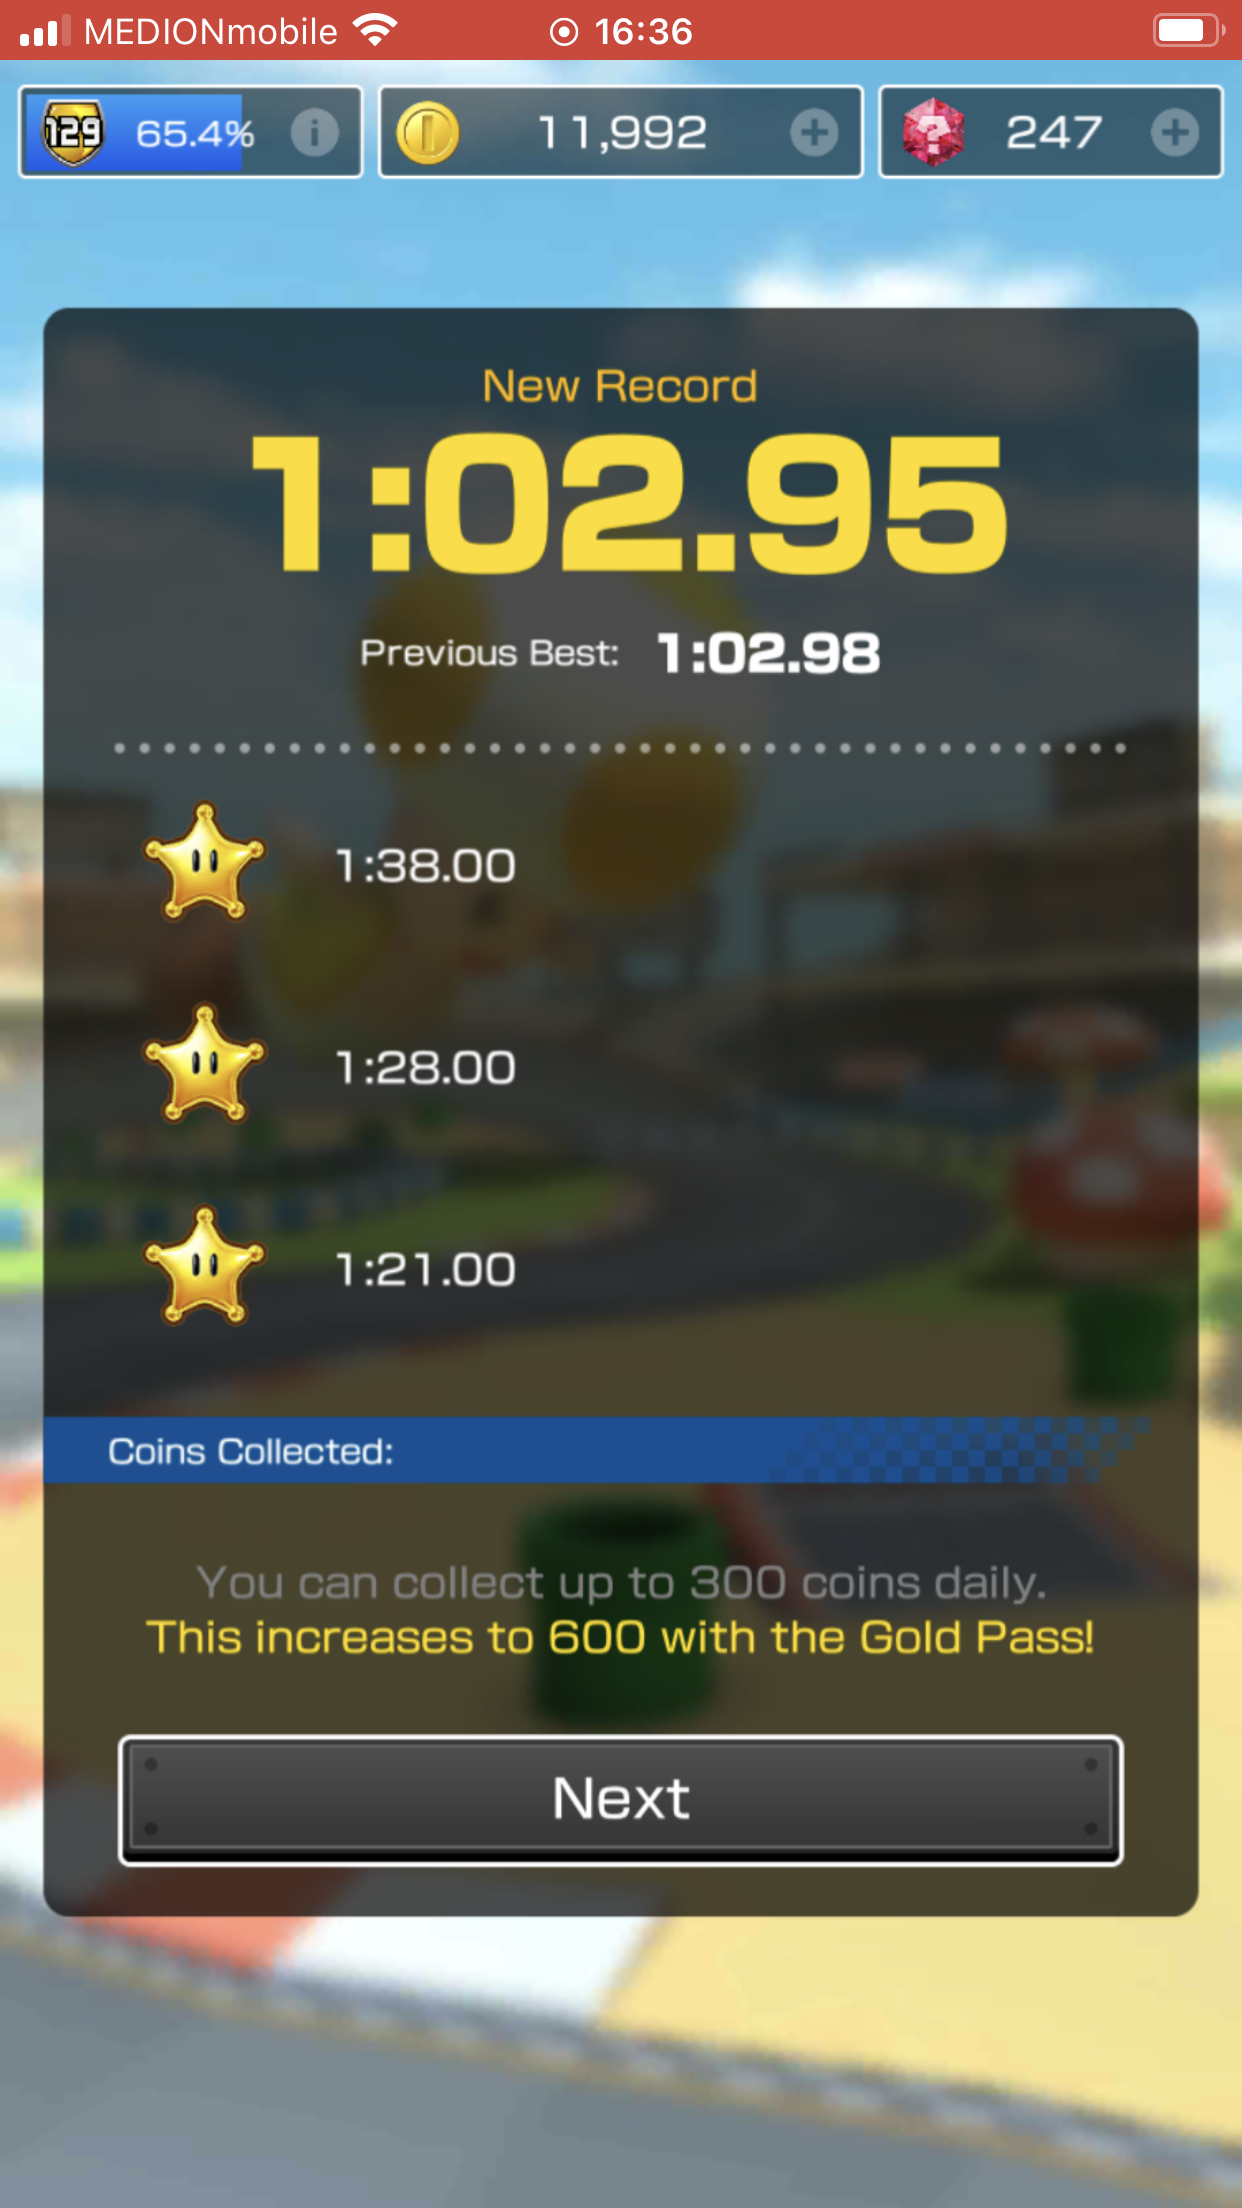 MEDIONmobile 16:36
129 65.4% 11,992 247
New Record
1:02.95
Previous Best: 1:02.98
1:38.00
1:28.00
1:21.00
Coins Collected:
You can collect up to 300 coins daily.
This increases to 600 with the Gold Pass!
Next